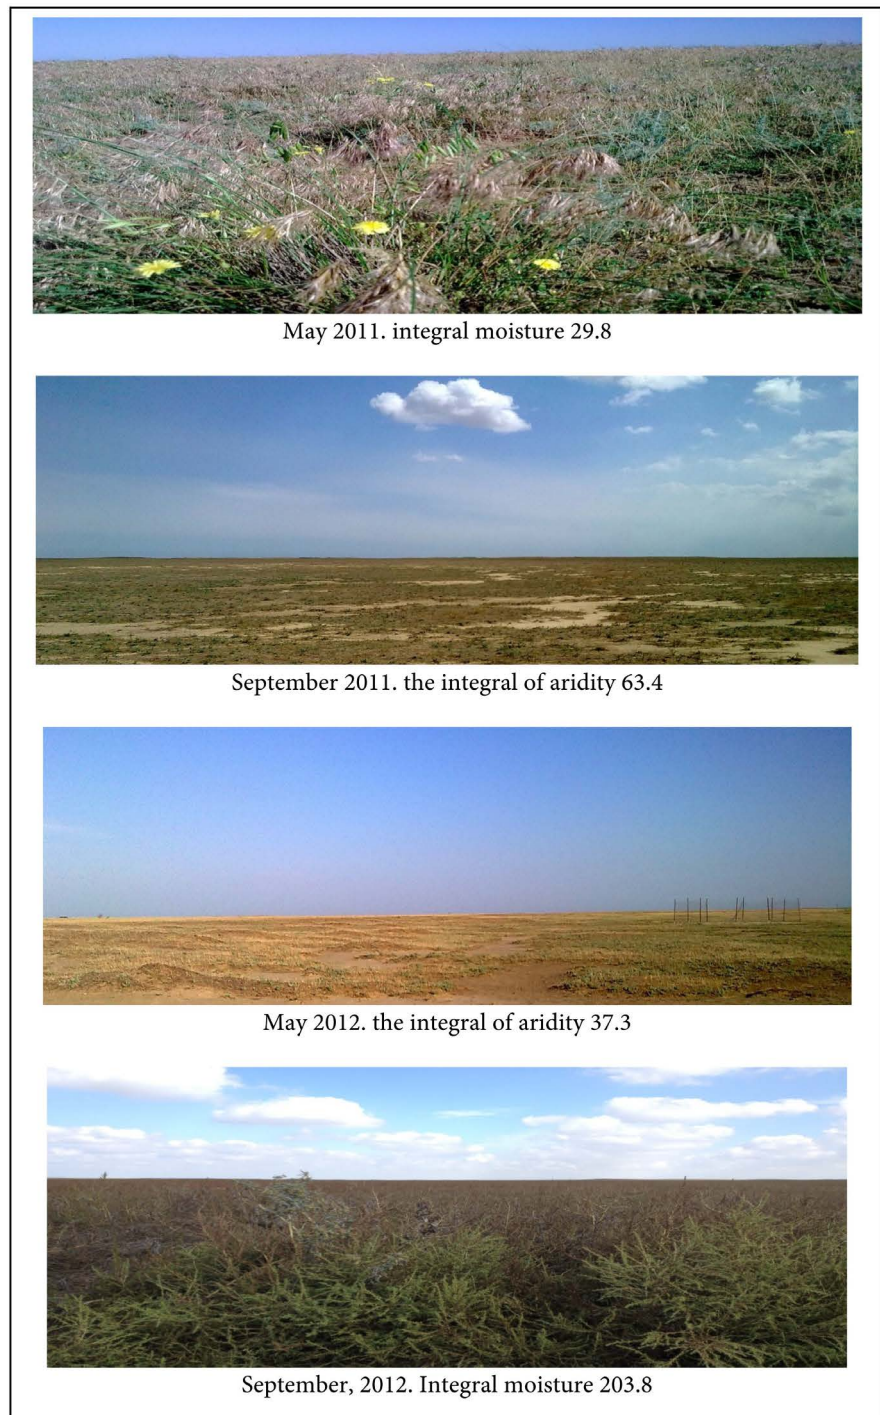 May 2011. integral moisture 29.8
September 2011. the integral of aridity 63.4
May 2012. the integral of aridity 37.3
September, 2012. Integral moisture 203.8